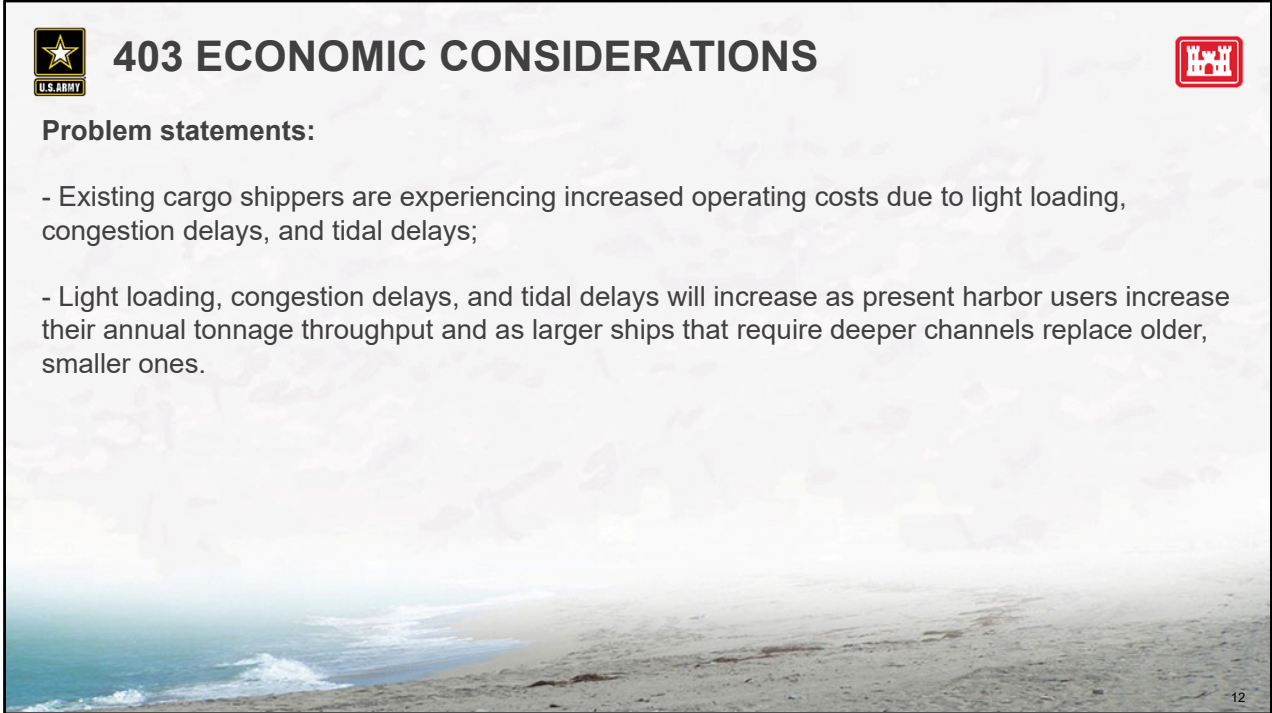 403 ECONOMIC CONSIDERATIONS
U.S.ARMY
Problem statements:
- Existing cargo shippers are experiencing increased operating costs due to light loading,
congestion delays, and tidal delays;
- Light loading, congestion delays, and tidal delays will increase as present harbor users increase
their annual tonnage throughput and as larger ships that require deeper channels replace older,
smaller ones.
12